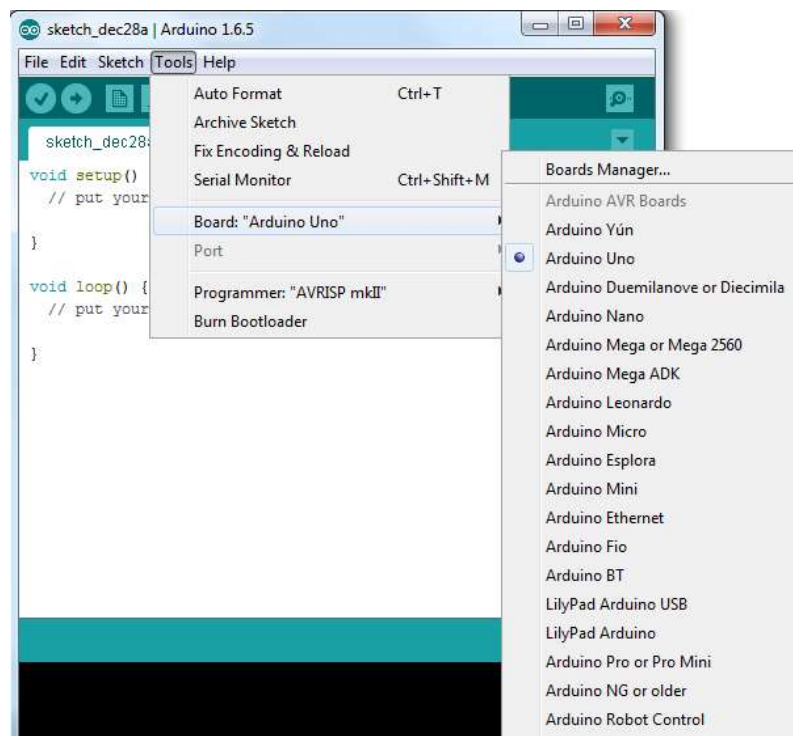 sketch_dec28a | Arduino 1.6.5
File Edit Sketch Tools Help
sketch_dec28a
void setup()
// put your
}
void loop() {
// put your
}
Auto Format Ctrl+T
Archive Sketch
Fix Encoding & Reload
Serial Monitor Ctrl+Shift+M
Board: "Arduino Uno"
Port
Programmer: "AVRISP mkII"
Burn Bootloader
Boards Manager...
Arduino AVR Boards
Arduino Yún
Arduino Uno
Arduino Duemilanove or Diecimila
Arduino Nano
Arduino Mega or Mega 2560
Arduino Mega ADK
Arduino Leonardo
Arduino Micro
Arduino Esplora
Arduino Mini
Arduino Ethernet
Arduino Fio
Arduino BT
LilyPad Arduino USB
LilyPad Arduino
Arduino Pro or Pro Mini
Arduino NG or older
Arduino Robot Control